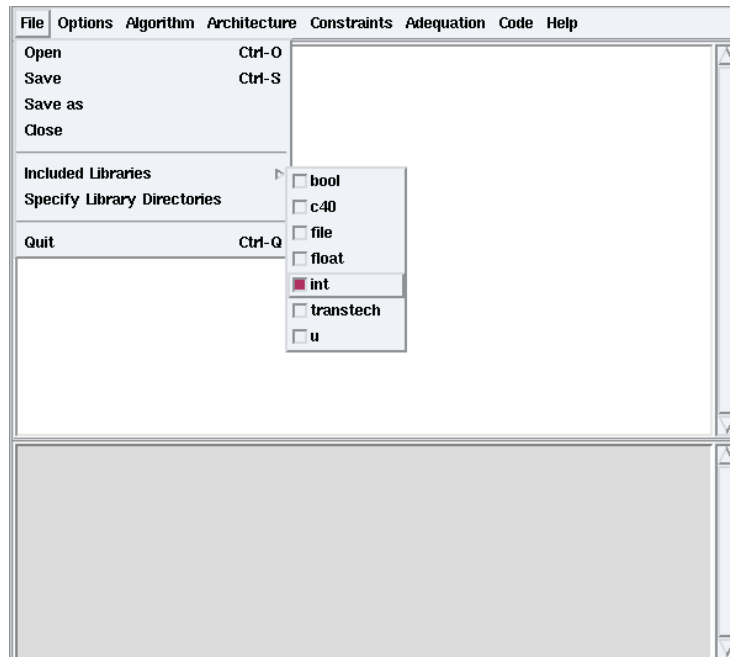 File Options Algorithm Architecture Constraints Adequation Code Help
Open Ctrl-O
Save Ctrl-S
Save as
Close
Included Libraries
Specify Library Directories
Quit Ctrl-Q
bool
c40
file
float
int
transtech
u